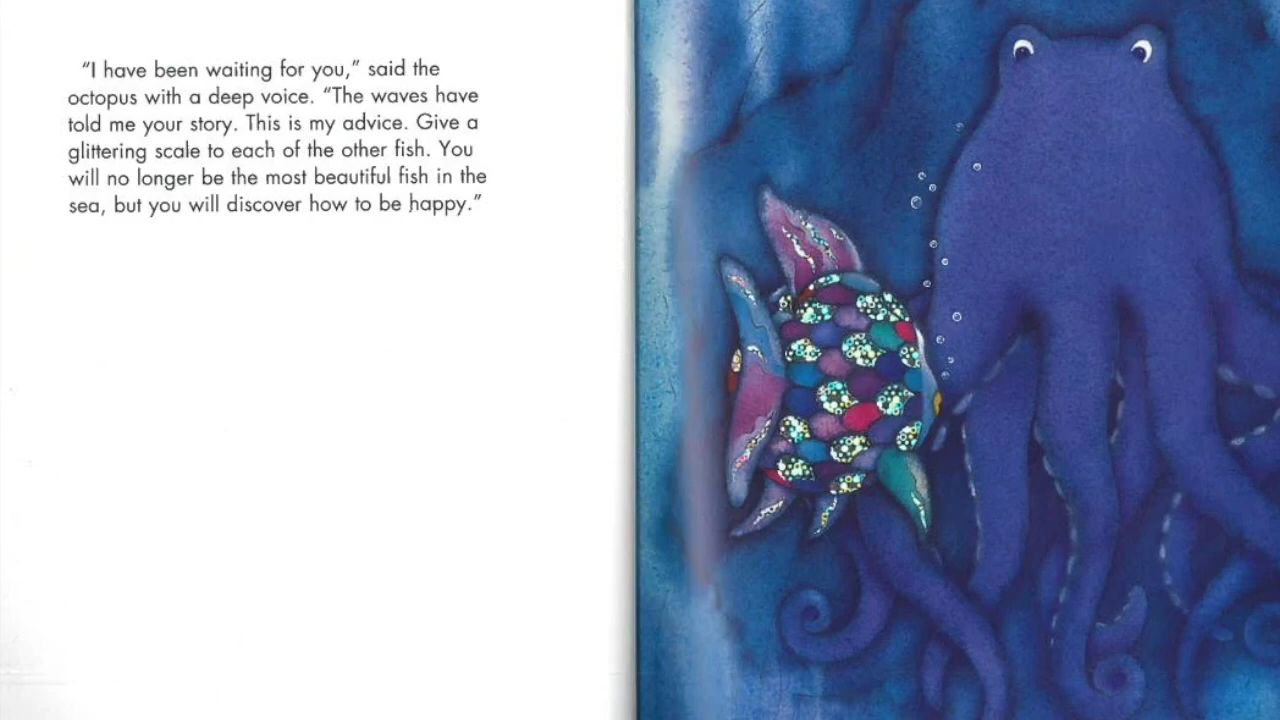 “I have been waiting for you,” said the
octopus with a deep voice. “The waves have
told me your story. This is my advice. Give a
glittering scale to each of the other fish. You
will no longer be the most beautiful fish in the
sea, but you will discover how to be happy.”